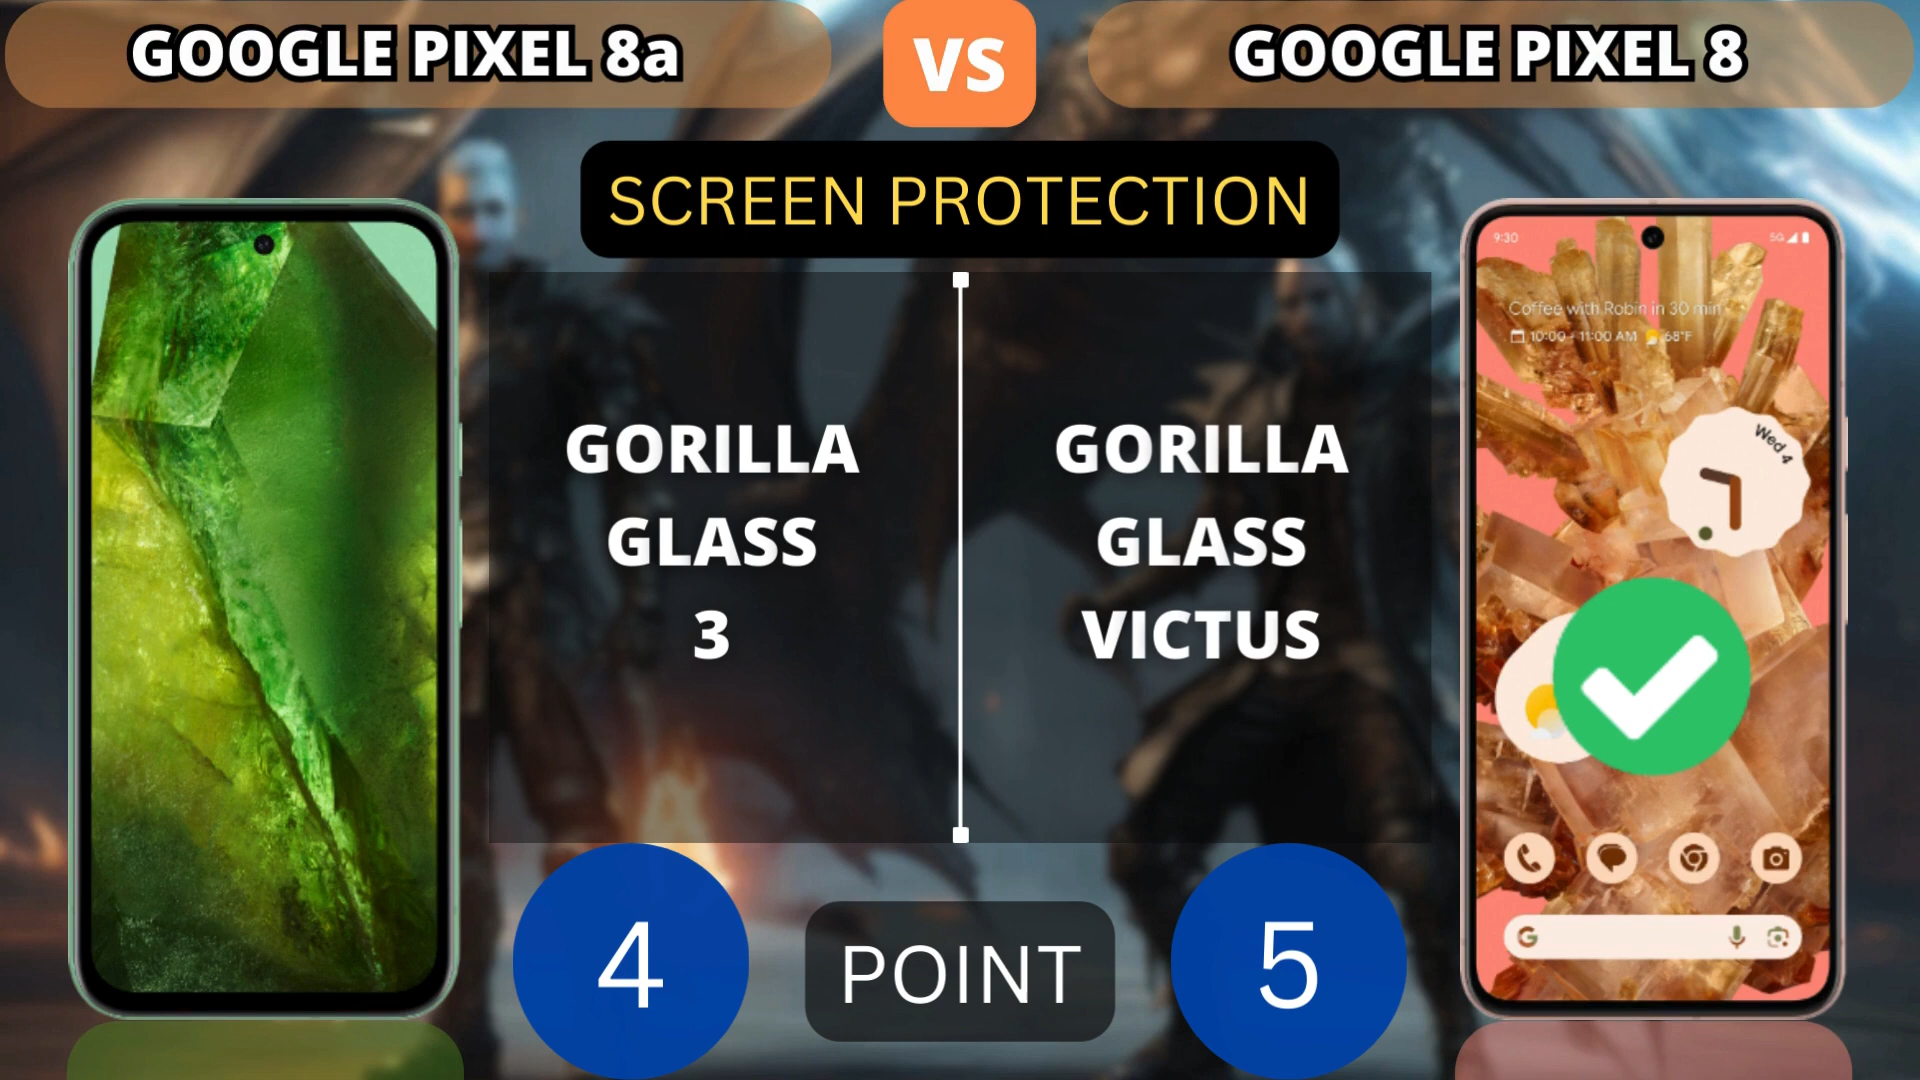 GOOGLE PIXEL 8a
VS
GOOGLE PIXEL 8
SCREEN PROTECTION
GORILLA
GLASS
3
GORILLA
GLASS
VICTUS
9:30
5G
Coffee with Robin in 30 min
10:00 - 11:00 AM 68°F
Wed 4
G
4
POINT
5